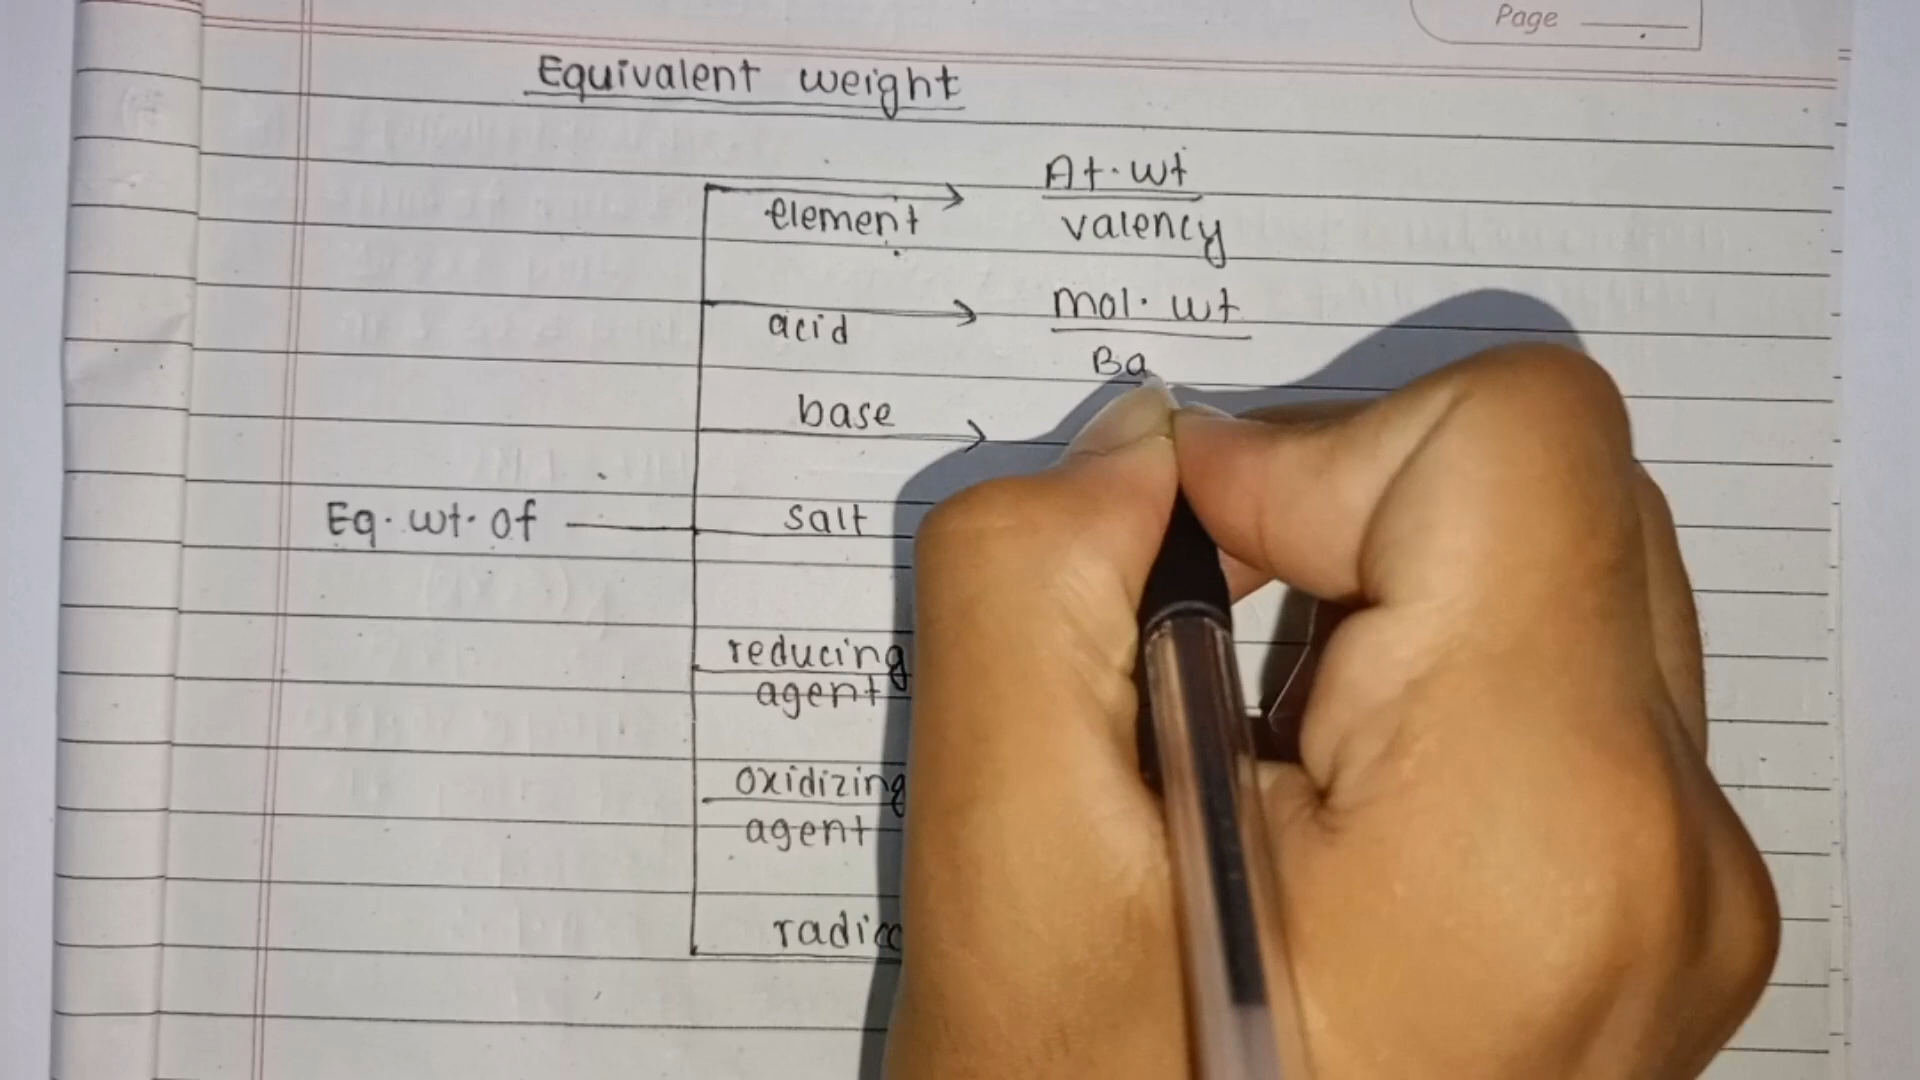 Page
Equivalent weight
At. wt
element
valency
mol. wt
acid
Ba
base
Eq. wt. of
salt
reducing
agent
oxidizing
agent